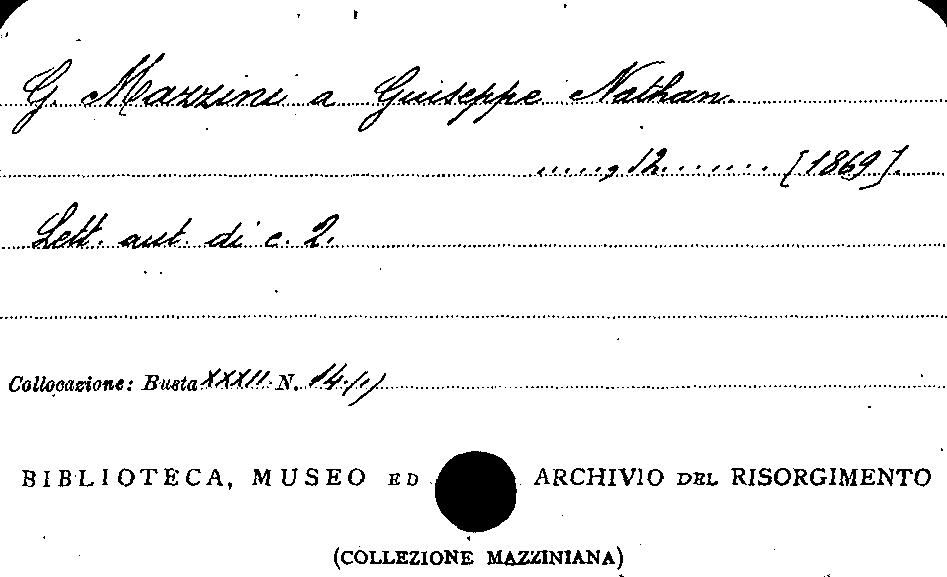 G. Mazzini a Giuseppe Nathan.
....., 12....... [1869].
Lett. aut. di c. 2.
Collocazione: Busta XXXII N. 14
BIBLIOTECA, MUSEO ED ARCHIVIO DEL RISORGIMENTO
(COLLEZIONE MAZZINIANA)